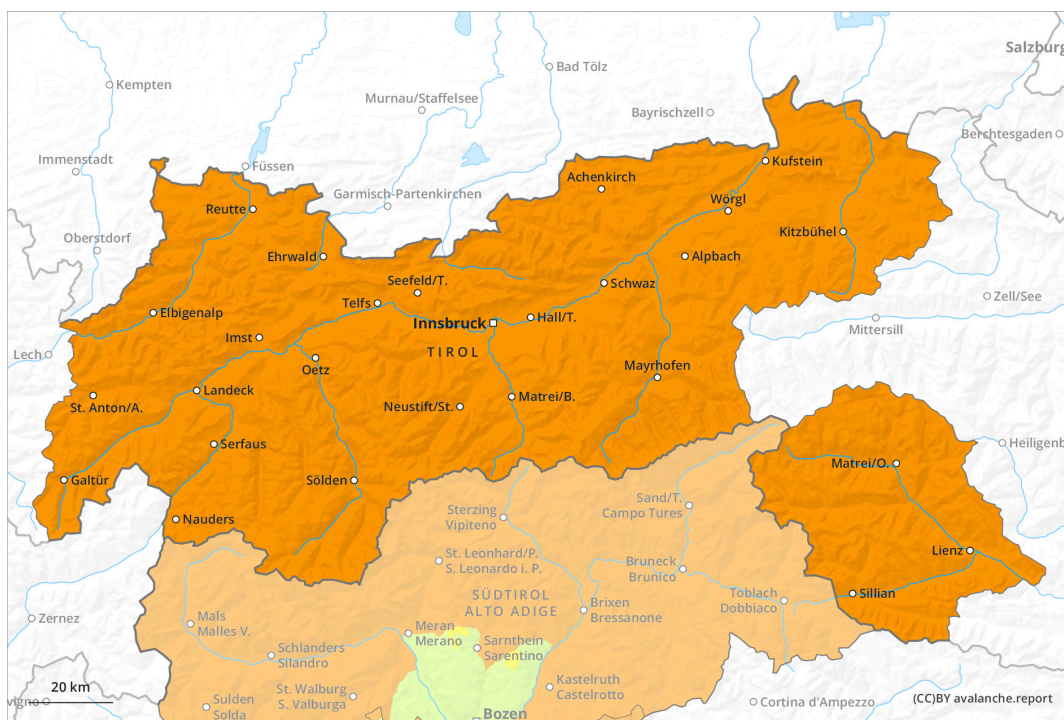 Salzburg
Kempten
Bad Tölz
Murnau/Staffelsee
Bayrischzell
Berchtesgaden
Immenstadt
Füssen
Kufstein
Achenkirch
Garmisch-Partenkirchen
Wörgl
Reutte
Kitzbühel
Oberstdorf
Ehrwald
Alpbach
Seefeld/T.
Schwaz
Zell/See
Telfs
Elbigenalp
Hall/T.
Innsbruck
Mittersill
Imst
TIROL
Lech
Oetz
Mayrhofen
Landeck
St. Anton/A.
Neustift/St.
Matrei/B.
Serfaus
Heiligenb
Matrei/O.
Galtür
Sölden
Sand/T.
Campo Tures
Sterzing
Vipiteno
Nauders
Lienz
St. Leonhard/P.
S. Leonardo i. P.
Bruneck
Brunico
SÜDTIROL
ALTO ADIGE
Sillian
Toblach
Dobbiaco
Brixen
Bressanone
Zernez
Mals
Malles V.
Meran
Merano
Sarnthein
Sarentino
Schlanders
Silandro
20 km
Kastelruth
Castelrotto
St. Walburg
S. Valburga
vigno
Sulden
Solda
Cortina d'Ampezzo
(CC)BY avalanche.report
Bozen